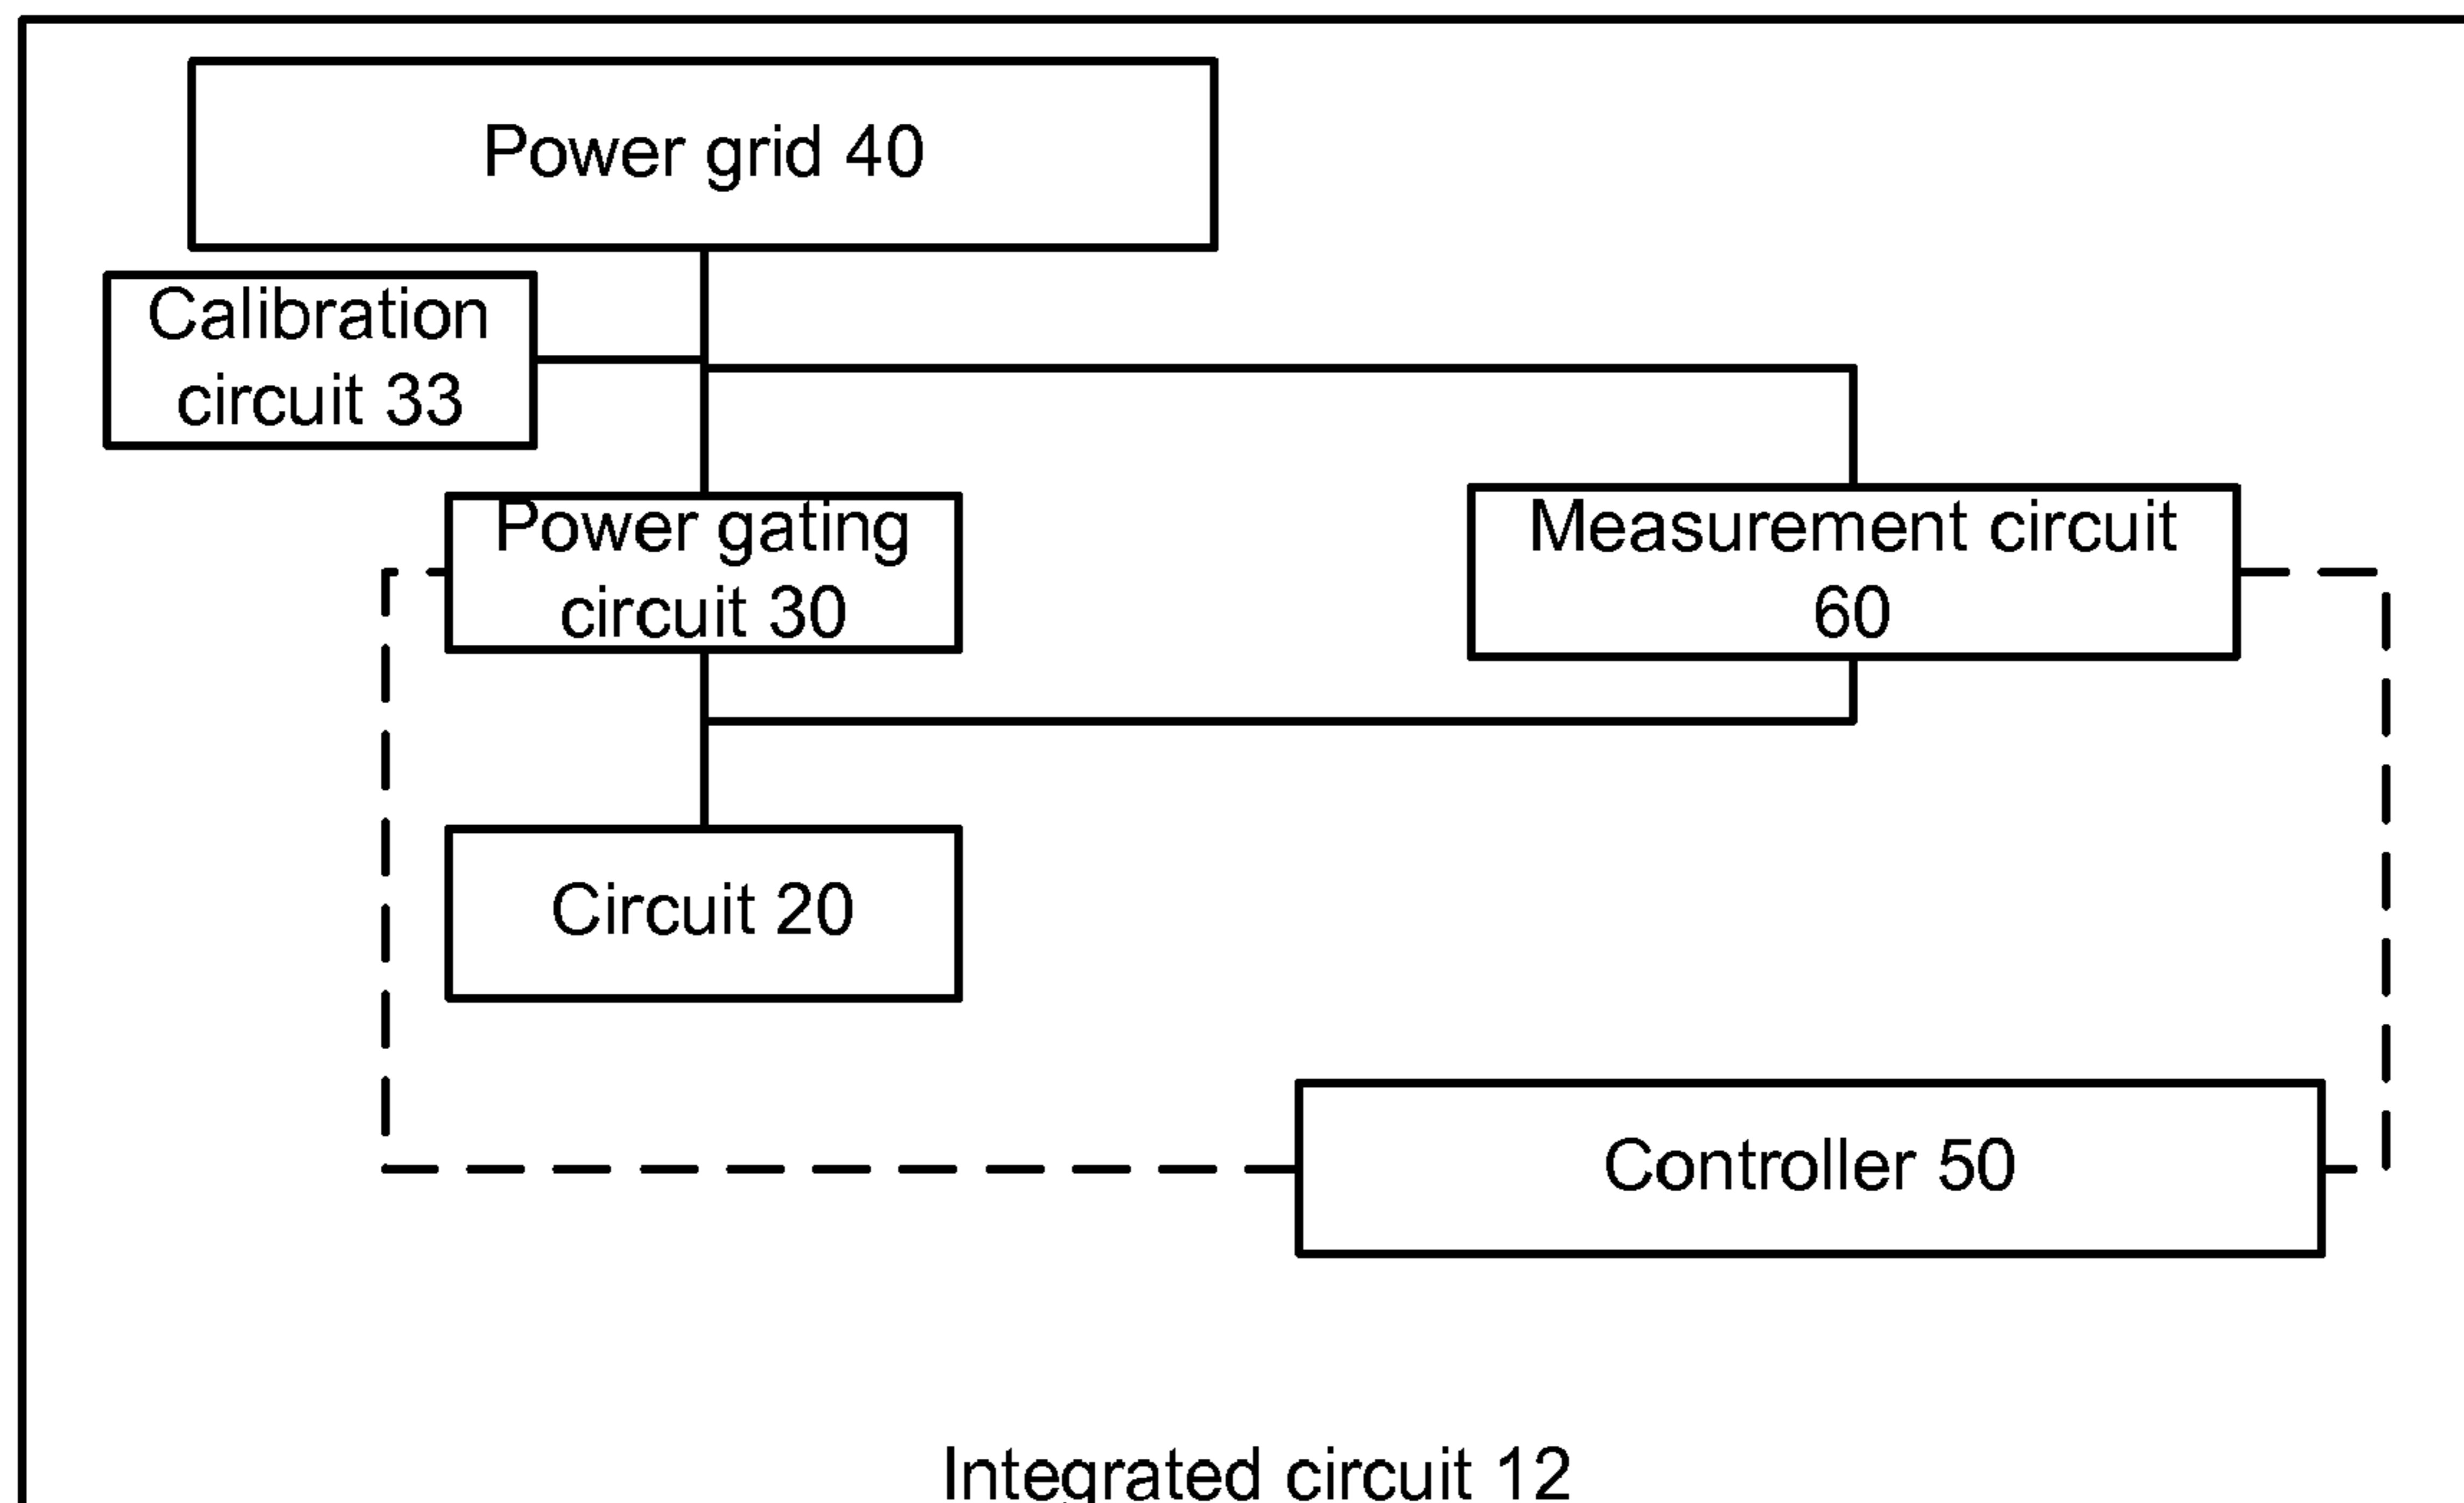 Power grid 40
Calibration
circuit 33
Power gating
circuit 30
Measurement circuit
60
Circuit 20
Controller 50
Integrated circuit 12